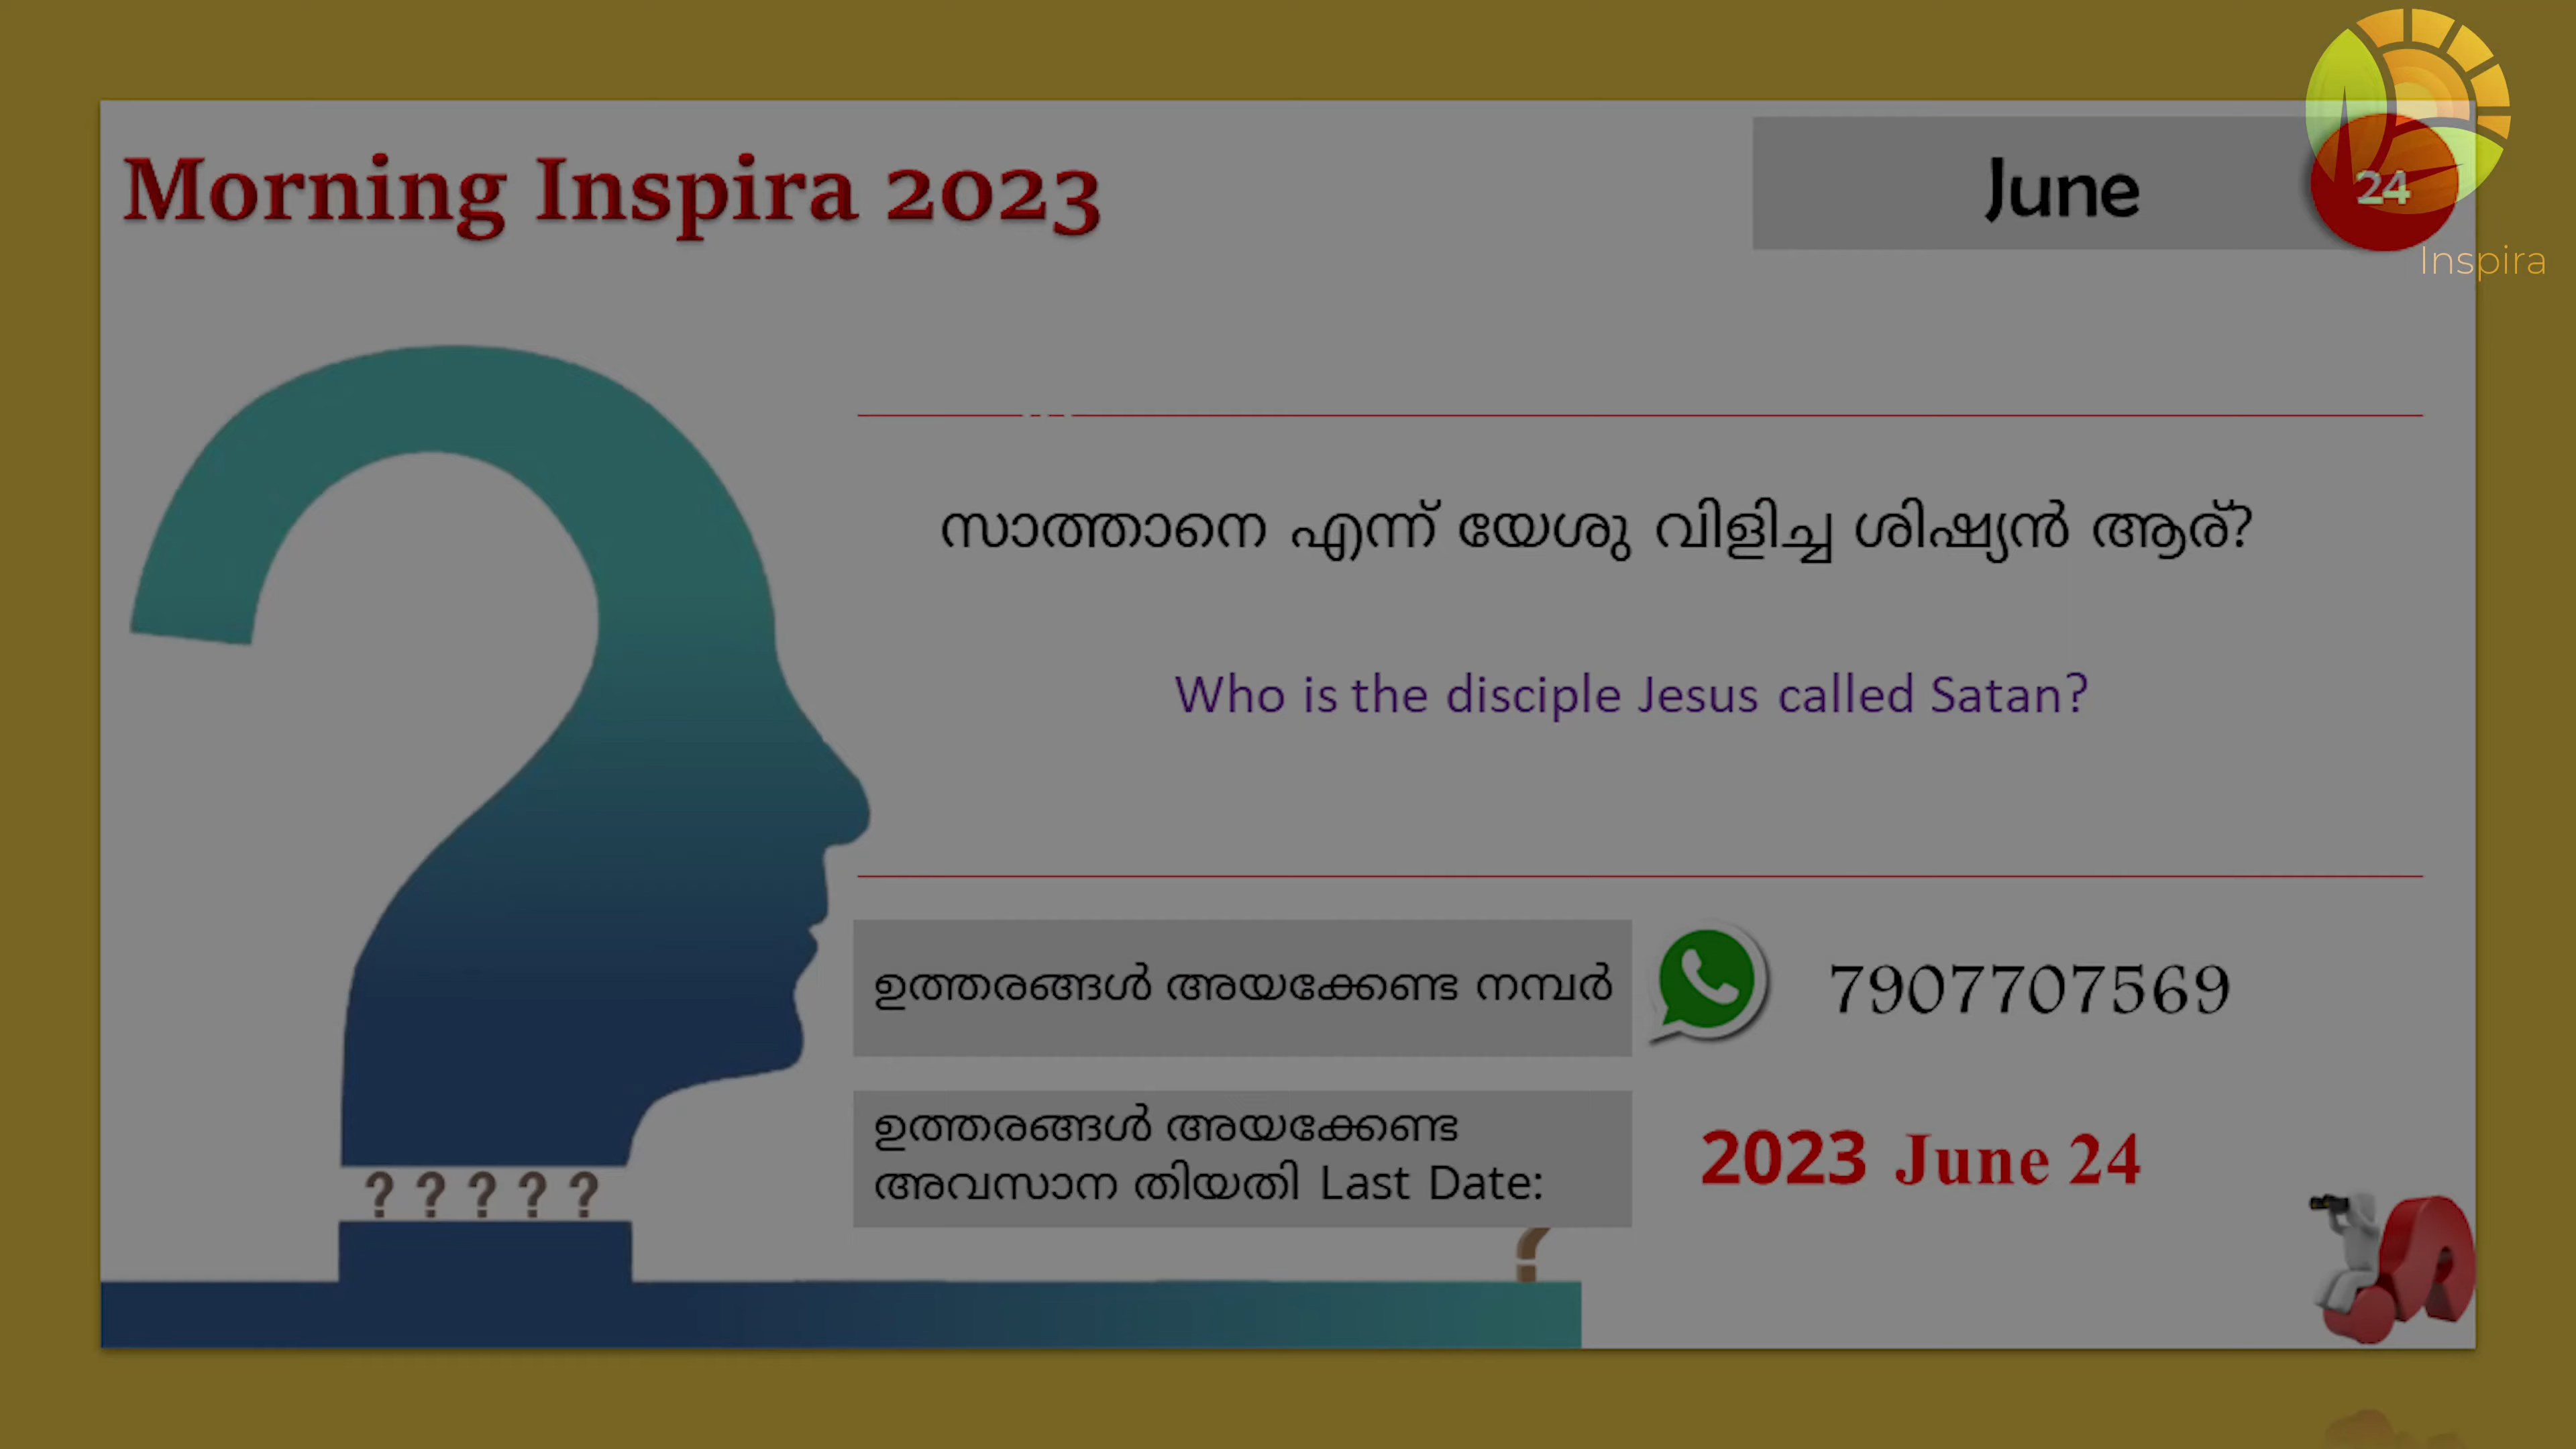 Morning Inspira 2023
June
24
Inspira
സാത്താനെ എന്ന് യേശു വിളിച്ച ശിഷ്യൻ ആര്?
Who is the disciple Jesus called Satan?
ഉത്തരങ്ങൾ അയക്കേണ്ട നമ്പർ
7907707569
ഉത്തരങ്ങൾ അയക്കേണ്ട
അവസാന തിയതി Last Date:
2023 June 24
? ? ? ? ?
?